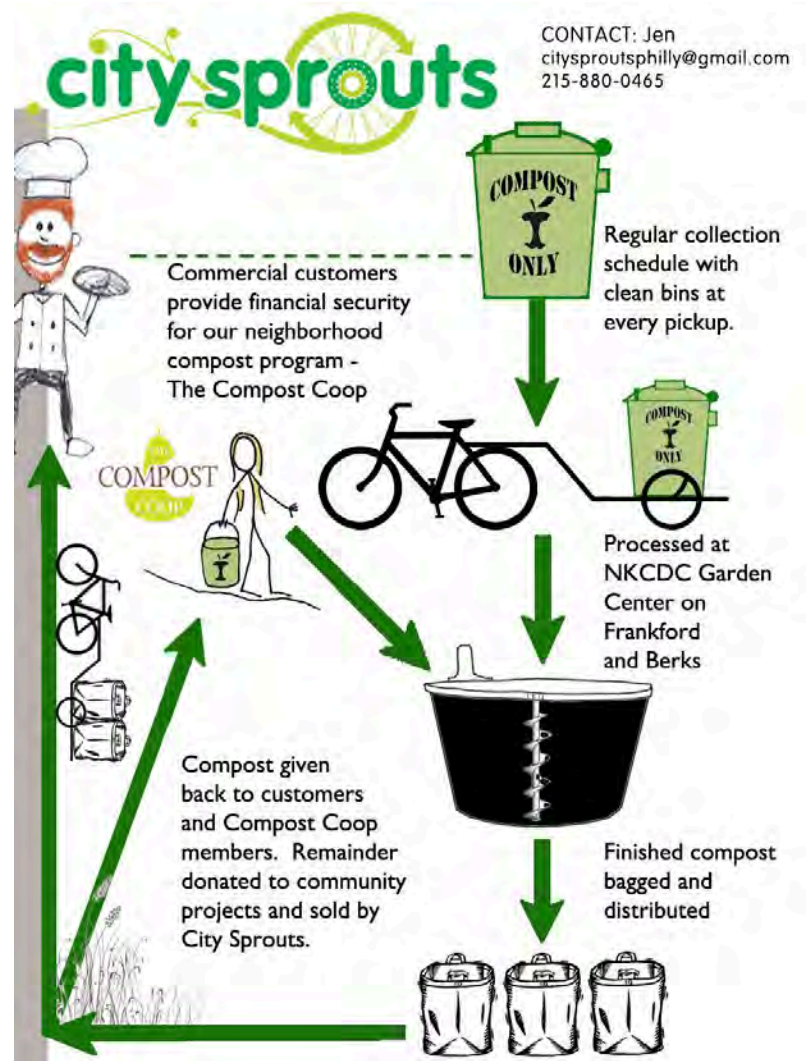 city sprouts
CONTACT: Jen
citysproutsphilly@gmail.com
215-880-0465
COMPOST
ONLY
Regular collection
schedule with
clean bins at
every pickup.
Commercial customers
provide financial security
for our neighborhood
compost program -
The Compost Coop
COMPOST
ONLY
THE
COMPOST
COOP
Processed at
NKCDC Garden
Center on
Frankford
and Berks
Compost given
back to customers
and Compost Coop
members. Remainder
donated to community
projects and sold by
City Sprouts.
Finished compost
bagged and
distributed